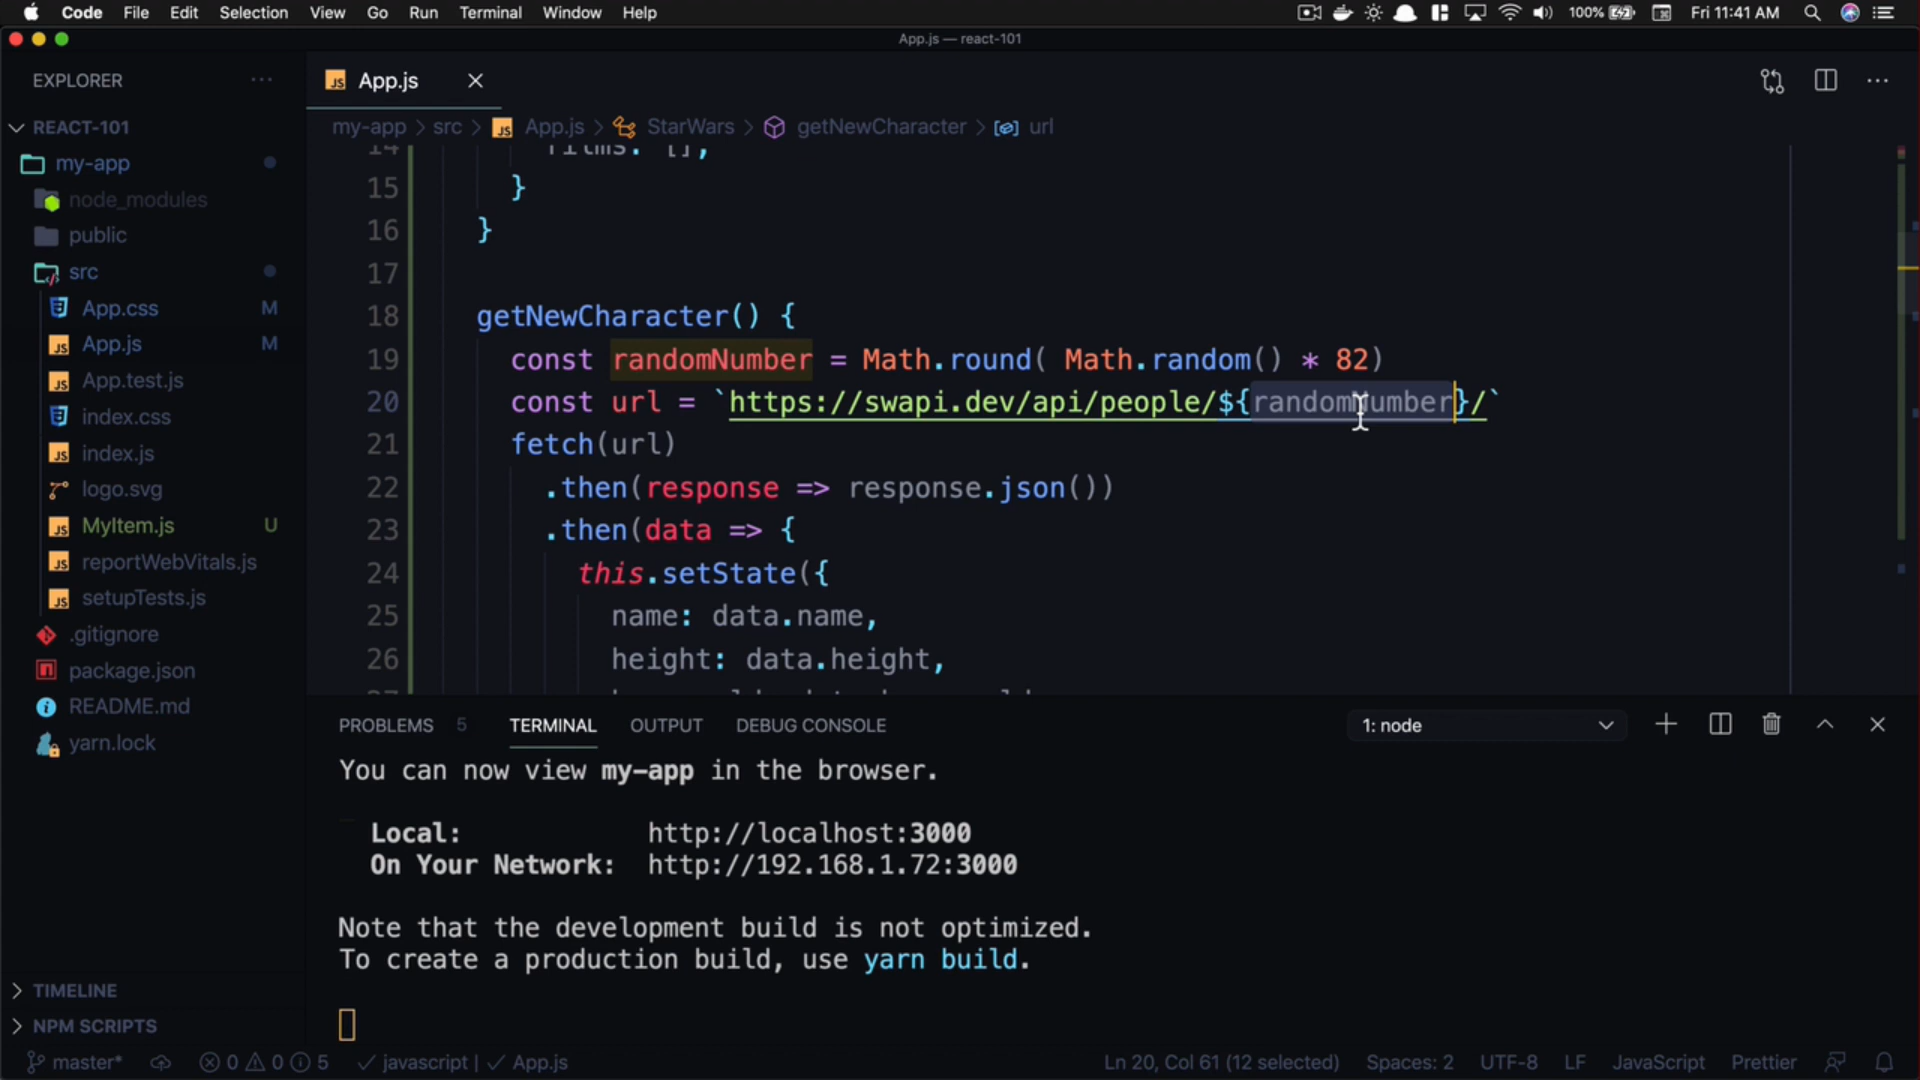 Code File Edit Selection View Go Run Terminal Window Help 100% Fri 11:41 AM
App.js — react-101
EXPLORER
App.js
REACT-101
my-app > src > App.js > StarWars > getNewCharacter > url
my-app
node_modules
public
src
App.css M
App.js M
App.test.js
index.css
index.js
logo.svg
MyItem.js U
reportWebVitals.js
setupTests.js
.gitignore
package.json
README.md
yarn.lock
TIMELINE
NPM SCRIPTS
14 films: [],
15 }
16 }
17
18 getNewCharacter() {
19 const randomNumber = Math.round( Math.random() * 82)
20 const url = `https://swapi.dev/api/people/${randomNumber}/`
21 fetch(url)
22 .then(response => response.json())
23 .then(data => {
24 this.setState({
25 name: data.name,
26 height: data.height,
PROBLEMS 5 TERMINAL OUTPUT DEBUG CONSOLE 1: node
You can now view my-app in the browser.
Local: http://localhost:3000
On Your Network: http://192.168.1.72:3000
Note that the development build is not optimized.
To create a production build, use yarn build.
master* 0 0 5 javascript | App.js Ln 20, Col 61 (12 selected) Spaces: 2 UTF-8 LF JavaScript Prettier